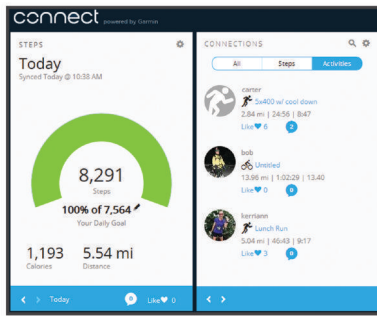 connect powered by Garmin
STEPS
Today
Synced Today @ 10:38 AM
8,291
Steps
100% of 7,564
Your Daily Goal
1,193
Calories
5.54 mi
Distance
< > Today 0 Like 0
CONNECTIONS
All Steps Activities
carter
5x400 w/ cool down
2.84 mi | 24:56 | 8:47
Like 6 2
bob
Untitled
13.96 mi | 1:02:29 | 13.40
Like 0 0
kerriann
Lunch Run
5.04 mi | 46:43 | 9:17
Like 3 0
< >